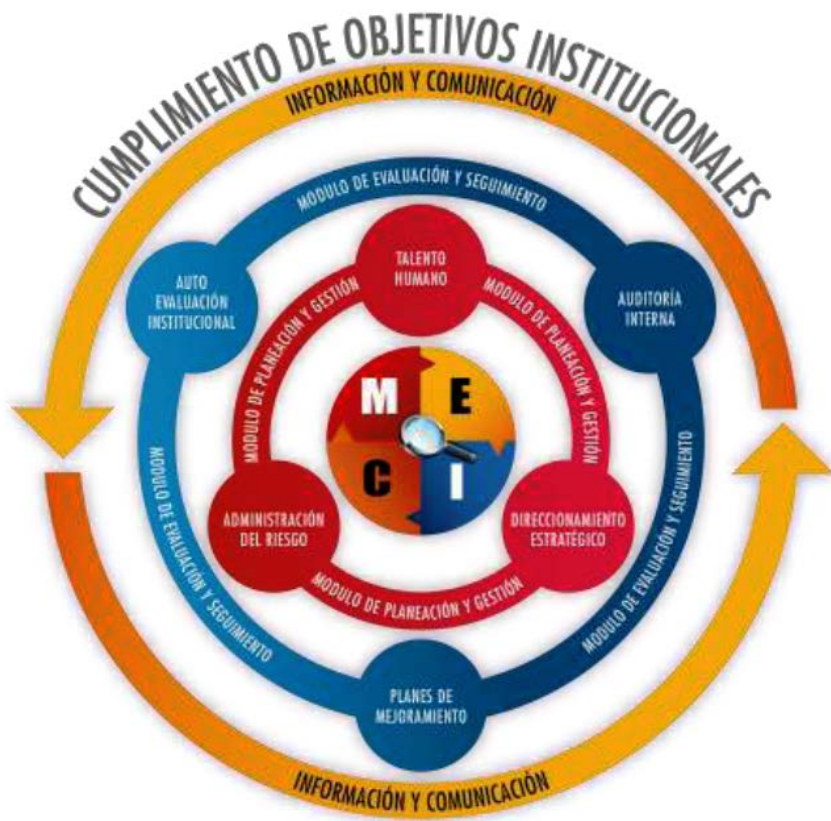 CUMPLIMIENTO DE OBJETIVOS INSTITUCIONALES
INFORMACIÓN Y COMUNICACIÓN
MODULO DE EVALUACIÓN Y SEGUIMIENTO
TALENTO
HUMANO
AUTO
EVALUACIÓN
INSTITUCIONAL
AUDITORÍA
INTERNA
MODULO DE PLANEACIÓN Y GESTIÓN
MODULO DE PLANEACIÓN Y GESTIÓN
M E
C I
ADMINISTRACIÓN
DEL RIESGO
DIRECCIONAMIENTO
ESTRATÉGICO
MODULO DE PLANEACIÓN Y GESTIÓN
MODULO DE EVALUACIÓN Y SEGUIMIENTO
MODULO DE EVALUACIÓN Y SEGUIMIENTO
PLANES DE
MEJORAMIENTO
INFORMACIÓN Y COMUNICACIÓN